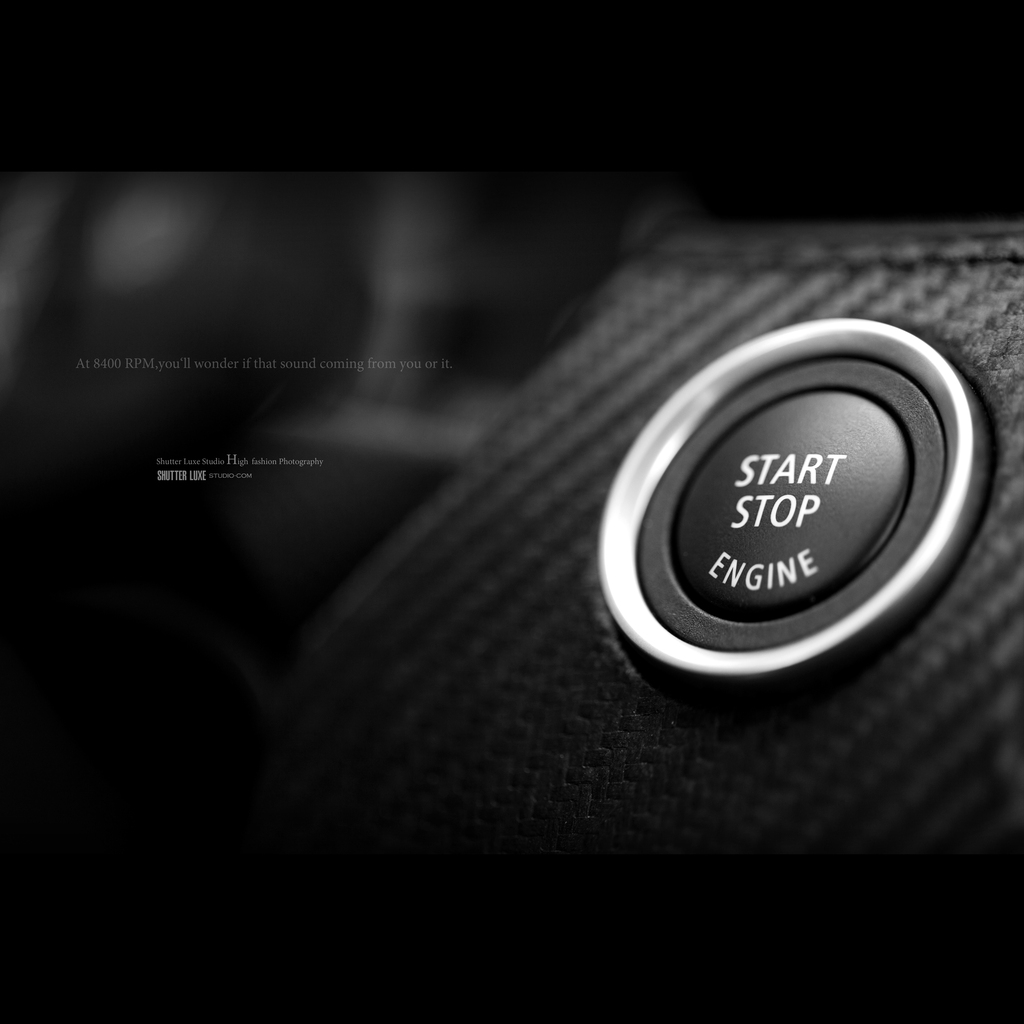 At 8400 RPM,you'll wonder if that sound coming from you or it.
Shutter Luxe Studio High fashion Photography
SHUTTER LUXE STUDIO-COM
START
STOP
ENGINE